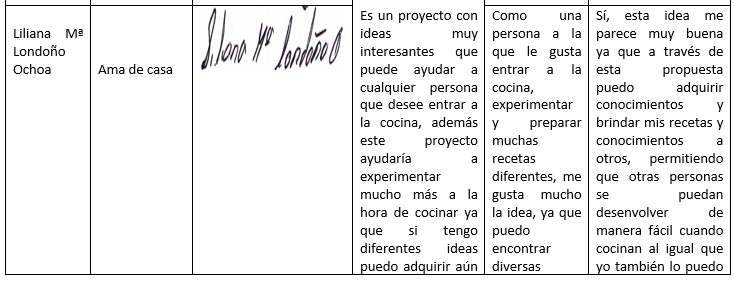 Liliana Mª
Londoño
Ochoa
Ama de casa
Liliana Mª Londoño O
Es un proyecto con
ideas muy
interesantes que
puede ayudar a
cualquier persona
que desee entrar a
la cocina, además
este proyecto
ayudaría a
experimentar
mucho más a la
hora de cocinar ya
que si tengo
diferentes ideas
puedo adquirir aún
Como una
persona a la
que le gusta
entrar a la
cocina,
experimentar
y preparar
muchas
recetas
diferentes, me
gusta mucho
la idea, ya que
puedo
encontrar
diversas
Sí, esta idea me
parece muy buena
ya que a través de
esta propuesta
puedo adquirir
conocimientos y
brindar mis recetas y
conocimientos a
otros, permitiendo
que otras personas
se puedan
desenvolver de
manera fácil cuando
cocinan al igual que
yo también lo puedo